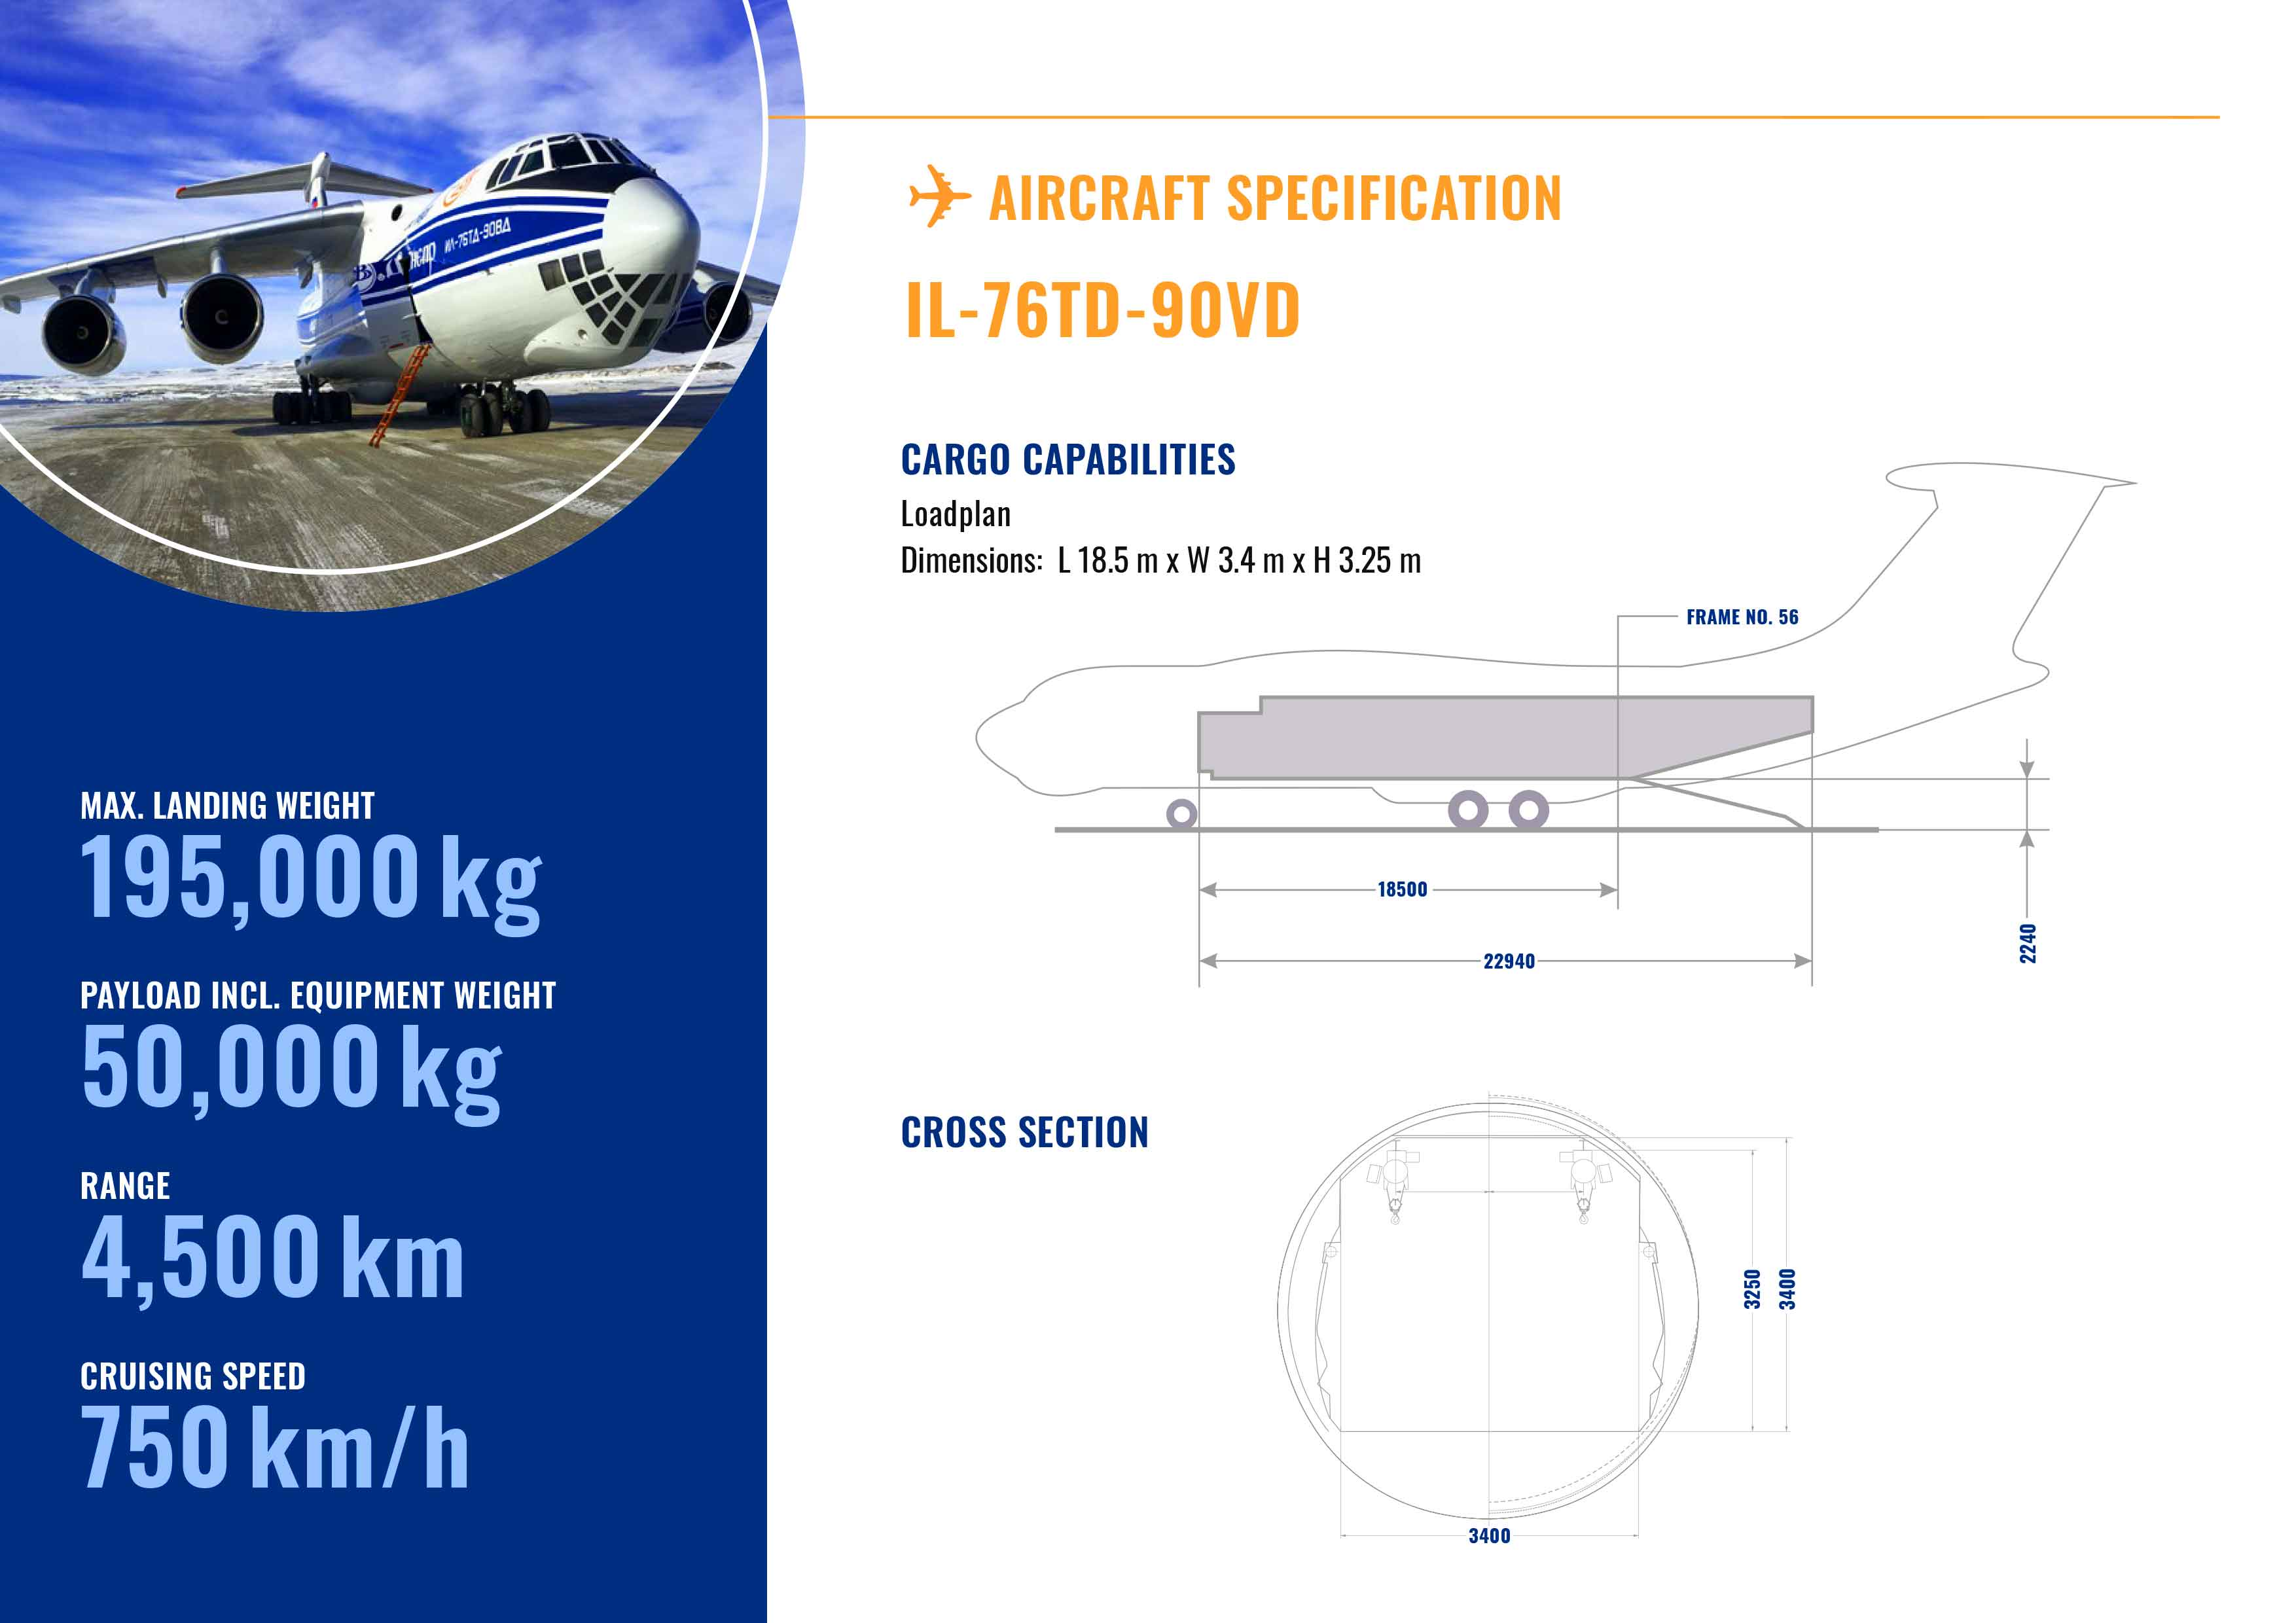 ИЛ-76ТД-90ВД
AIRCRAFT SPECIFICATION
IL-76TD-90VD
CARGO CAPABILITIES
Loadplan
Dimensions: L 18.5 m x W 3.4 m x H 3.25 m
FRAME NO. 56
18500
22940
2240
CROSS SECTION
3250
3400
3400
MAX. LANDING WEIGHT
195,000 kg
PAYLOAD INCL. EQUIPMENT WEIGHT
50,000 kg
RANGE
4,500 km
CRUISING SPEED
750 km/h